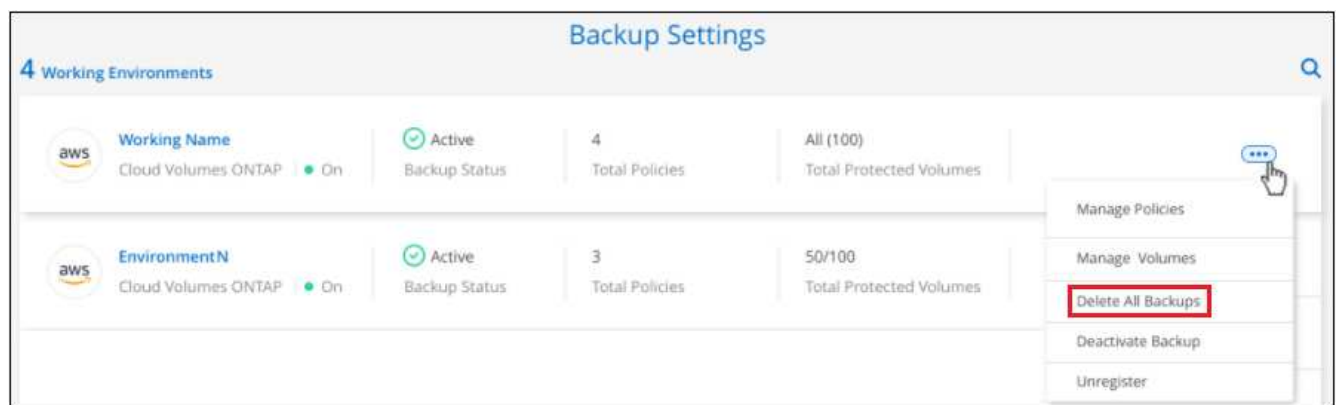 Backup Settings
4 Working Environments
aws
Working Name
Cloud Volumes ONTAP
On
Active
Backup Status
4
Total Policies
All (100)
Total Protected Volumes
Manage Policies
Manage Volumes
Delete All Backups
Deactivate Backup
Unregister
aws
EnvironmentN
Cloud Volumes ONTAP
On
Active
Backup Status
3
Total Policies
50/100
Total Protected Volumes